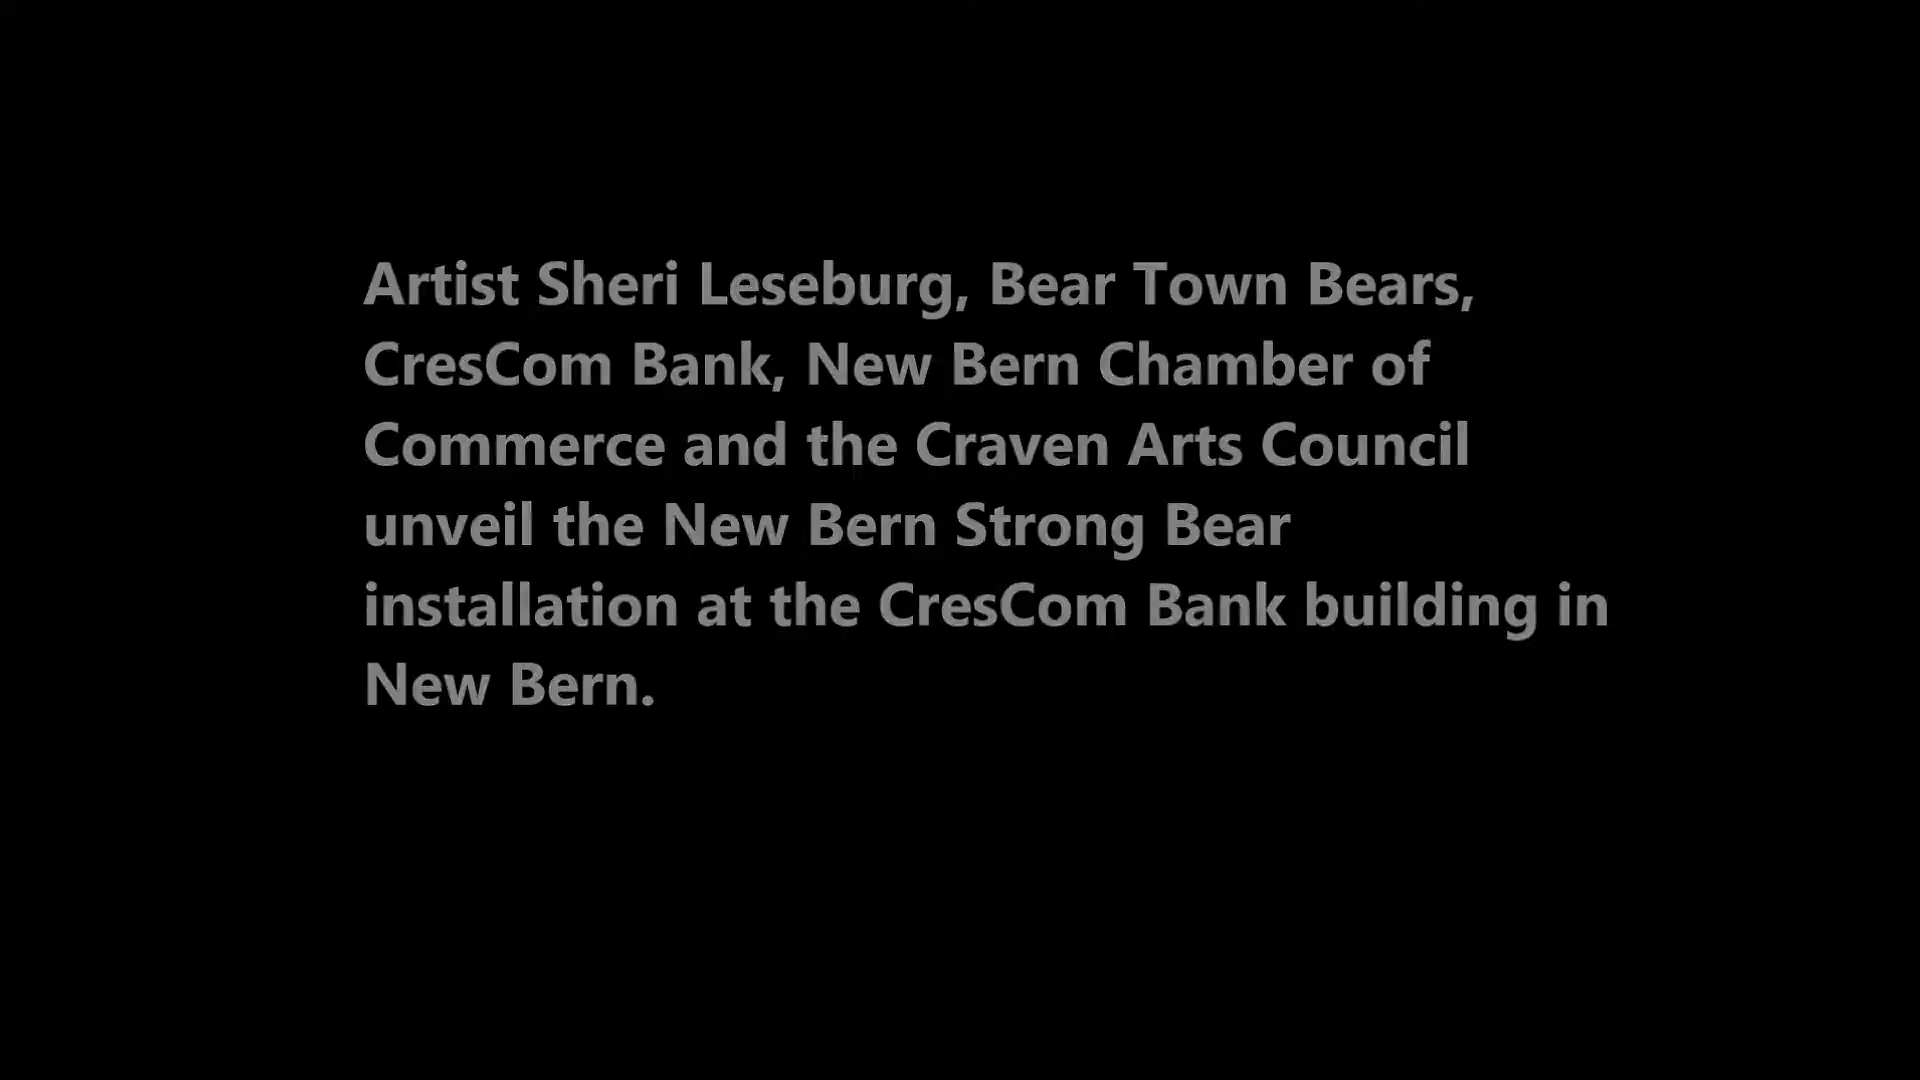 Artist Sheri Leseburg, Bear Town Bears,
CresCom Bank, New Bern Chamber of
Commerce and the Craven Arts Council
unveil the New Bern Strong Bear
installation at the CresCom Bank building in
New Bern.